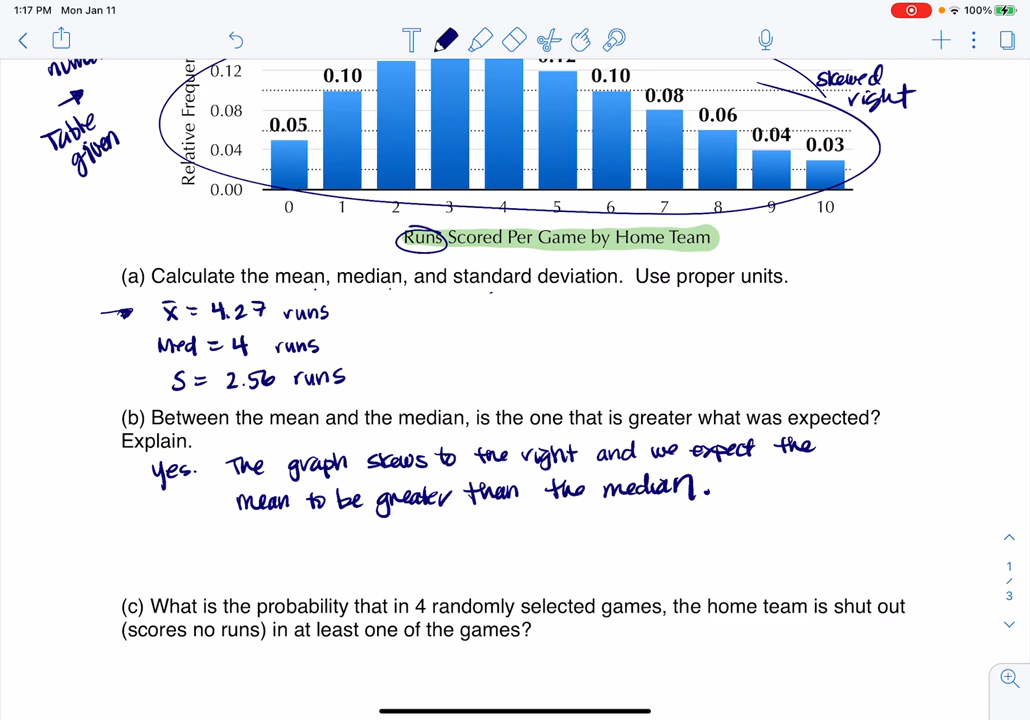 1:17 PM Mon Jan 11
100%
Table
given
skewed
right
Relative Frequen
0.12
0.08
0.04
0.00
0.05
0.10
0.12
0.10
0.08
0.06
0.04
0.03
0 1 2 3 4 5 6 7 8 9 10
Runs Scored Per Game by Home Team
(a) Calculate the mean, median, and standard deviation. Use proper units.
→ x̄ = 4.27 runs
Med = 4 runs
S = 2.56 runs
(b) Between the mean and the median, is the one that is greater what was expected?
Explain.
Yes. The graph skews to the right and we expect the
mean to be greater than the median.
(c) What is the probability that in 4 randomly selected games, the home team is shut out
(scores no runs) in at least one of the games?
1
/
3